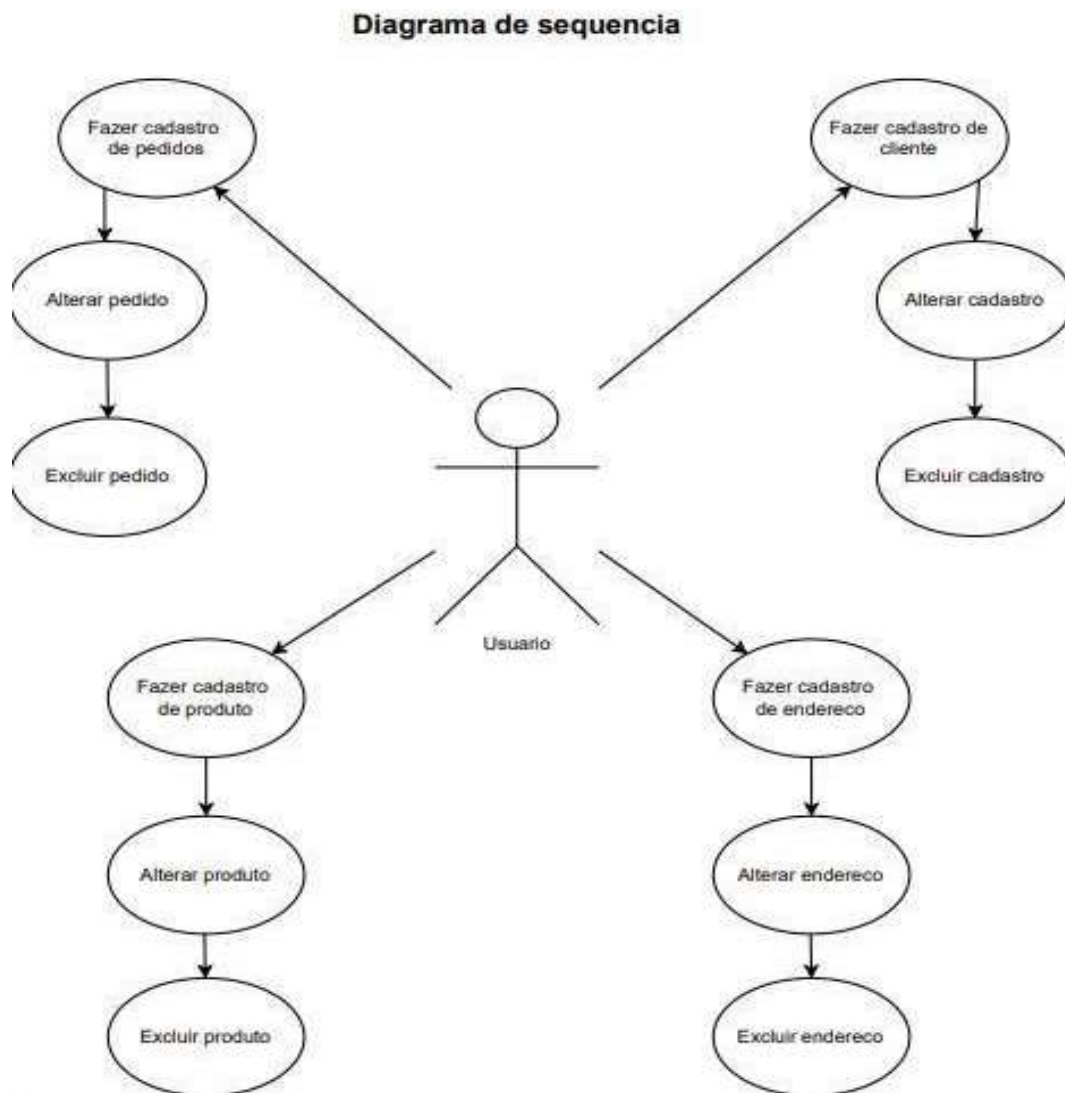 Diagrama de sequencia
Fazer cadastro
de pedidos
Alterar pedido
Excluir pedido
Fazer cadastro de
cliente
Alterar cadastro
Excluir cadastro
Usuario
Fazer cadastro
de produto
Alterar produto
Excluir produto
Fazer cadastro
de endereco
Alterar endereco
Excluir endereco